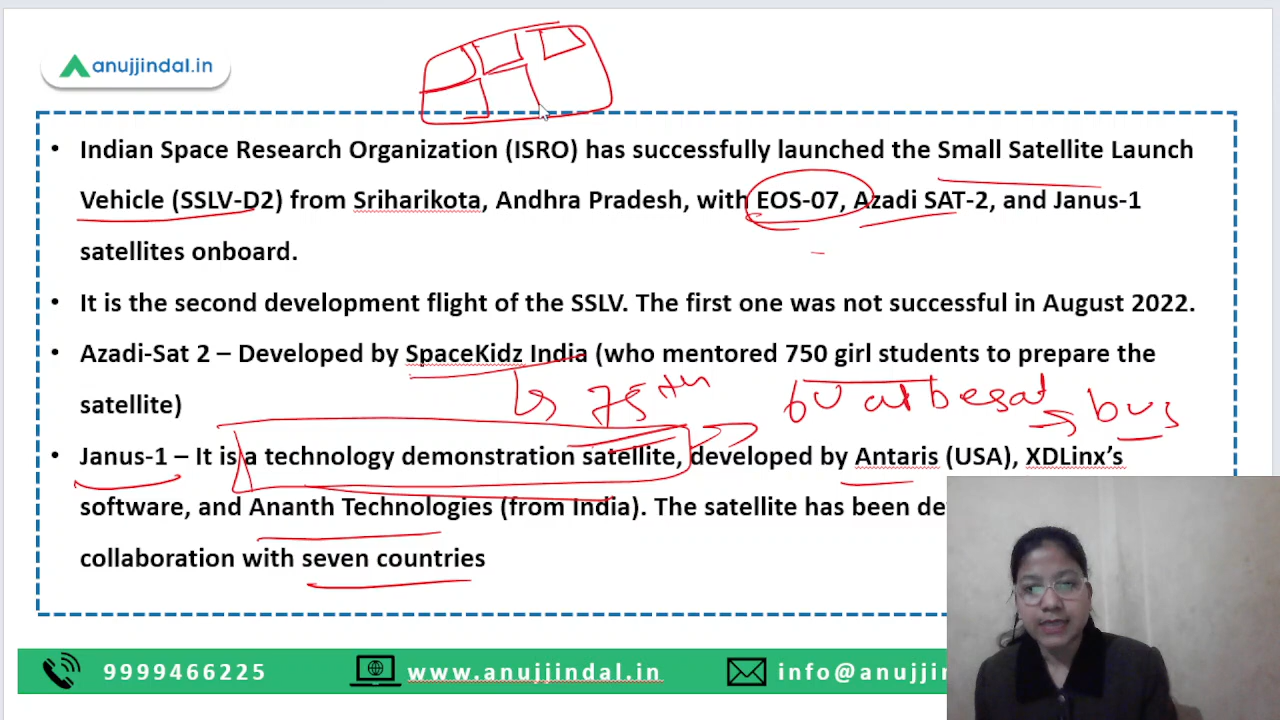 anujjindal.in
• Indian Space Research Organization (ISRO) has successfully launched the Small Satellite Launch
Vehicle (SSLV-D2) from Sriharikota, Andhra Pradesh, with EOS-07, Azadi SAT-2, and Janus-1
satellites onboard.
• It is the second development flight of the SSLV. The first one was not successful in August 2022.
• Azadi-Sat 2 – Developed by SpaceKidz India (who mentored 750 girl students to prepare the
satellite)
75th
bus
• Janus-1 – It is a technology demonstration satellite, developed by Antaris (USA), XDLinx's
software, and Ananth Technologies (from India). The satellite has been de
collaboration with seven countries
9999466225 www.anujjindal.in info@anujji